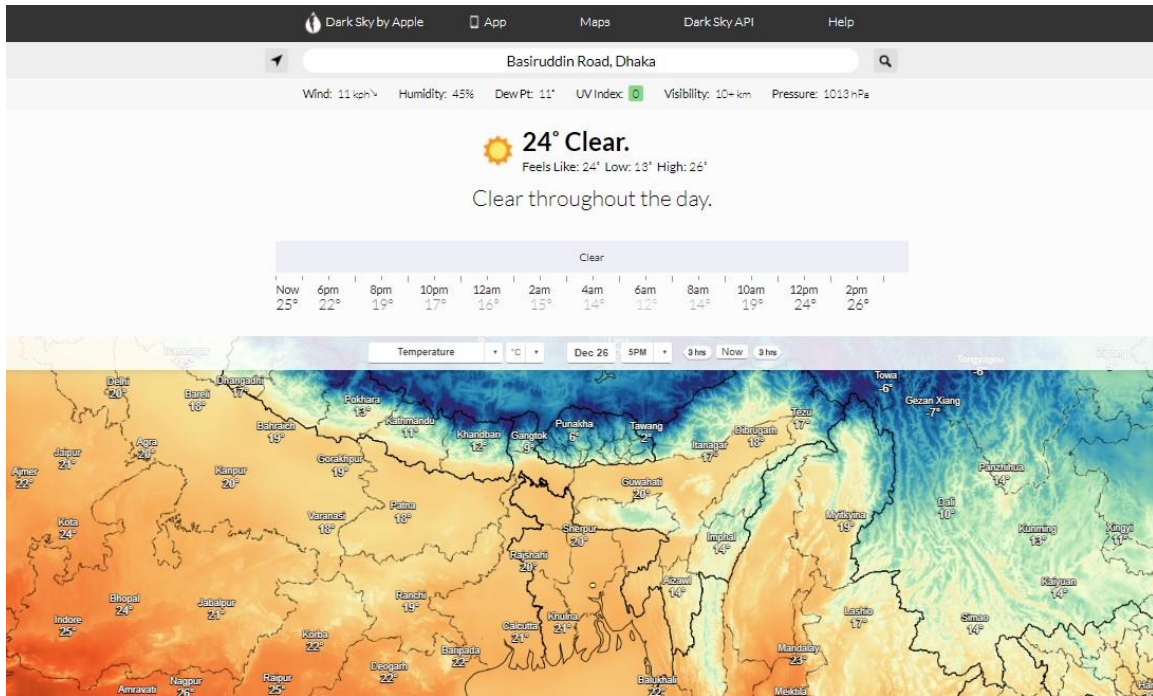 Dark Sky by Apple App Maps Dark Sky API Help
Basiruddin Road, Dhaka
Wind: 11 kph Humidity: 45% Dew Pt: 11° UV Index: 0 Visibility: 10+ km Pressure: 1013 hPa
24° Clear.
Feels Like: 24° Low: 13° High: 26°
Clear throughout the day.
Clear
Now 6pm 8pm 10pm 12am 2am 4am 6am 8am 10am 12pm 2pm
25° 22° 19° 17° 16° 15° 14° 12° 14° 19° 24° 26°
Temperature °C Dec 26 5PM 3 hrs Now 3 hrs
Tongyogou
-6°
Delhi
20°
Bareli
18°
Dhangadhi
17°
Towa
-6°
Gezan Xiang
-7°
Pokhara
13°
Kathmandu
11°
Bahraich
19°
Khandbari
12°
Gangtok
9°
Punakha
6°
Tawang
-2°
Itanagar
17°
Dibrugarh
18°
Tezu
17°
Agra
20°
Jaipur
21°
Ajmer
22°
Kanpur
20°
Gorakhpur
19°
Guwahati
20°
Panzhihua
14°
Kota
24°
Varanasi
18°
Patna
18°
Sherpur
20°
Imphal
14°
Myitkyina
19°
Dali
10°
Kunming
13°
Xingyi
11°
Rajshahi
20°
Aizawl
14°
Kaiyuan
14°
Bhopal
24°
Jabalpur
21°
Ranchi
19°
Indore
25°
Korba
22°
Calcutta
21°
Khulna
21°
Lashio
17°
Simao
14°
Baripada
22°
Deogarh
22°
Mandalay
23°
Amravati
Nagpur
26°
Raipur
25°
Balukhali
22°
Meiktila